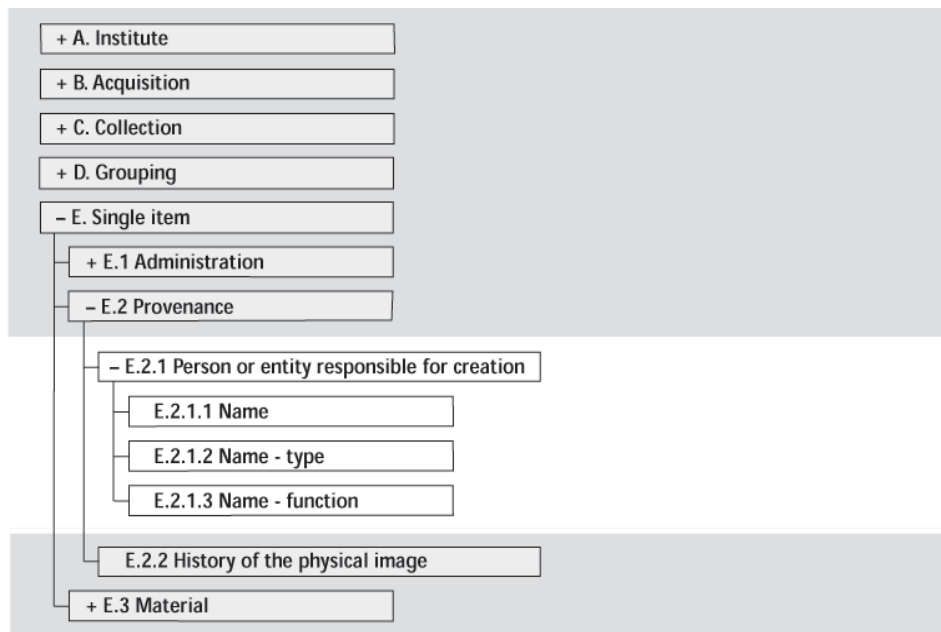 + A. Institute
+ B. Acquisition
+ C. Collection
+ D. Grouping
– E. Single item
+ E.1 Administration
– E.2 Provenance
– E.2.1 Person or entity responsible for creation
E.2.1.1 Name
E.2.1.2 Name - type
E.2.1.3 Name - function
E.2.2 History of the physical image
+ E.3 Material